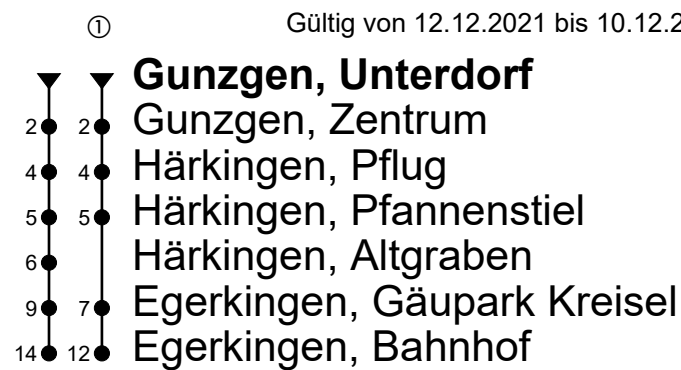 ① Gültig von 12.12.2021 bis 10.12.2
Gunzgen, Unterdorf
2 2 Gunzgen, Zentrum
4 4 Härkingen, Pflug
5 5 Härkingen, Pfannenstiel
6 Härkingen, Altgraben
9 7 Egerkingen, Gäupark Kreisel
14 12 Egerkingen, Bahnhof